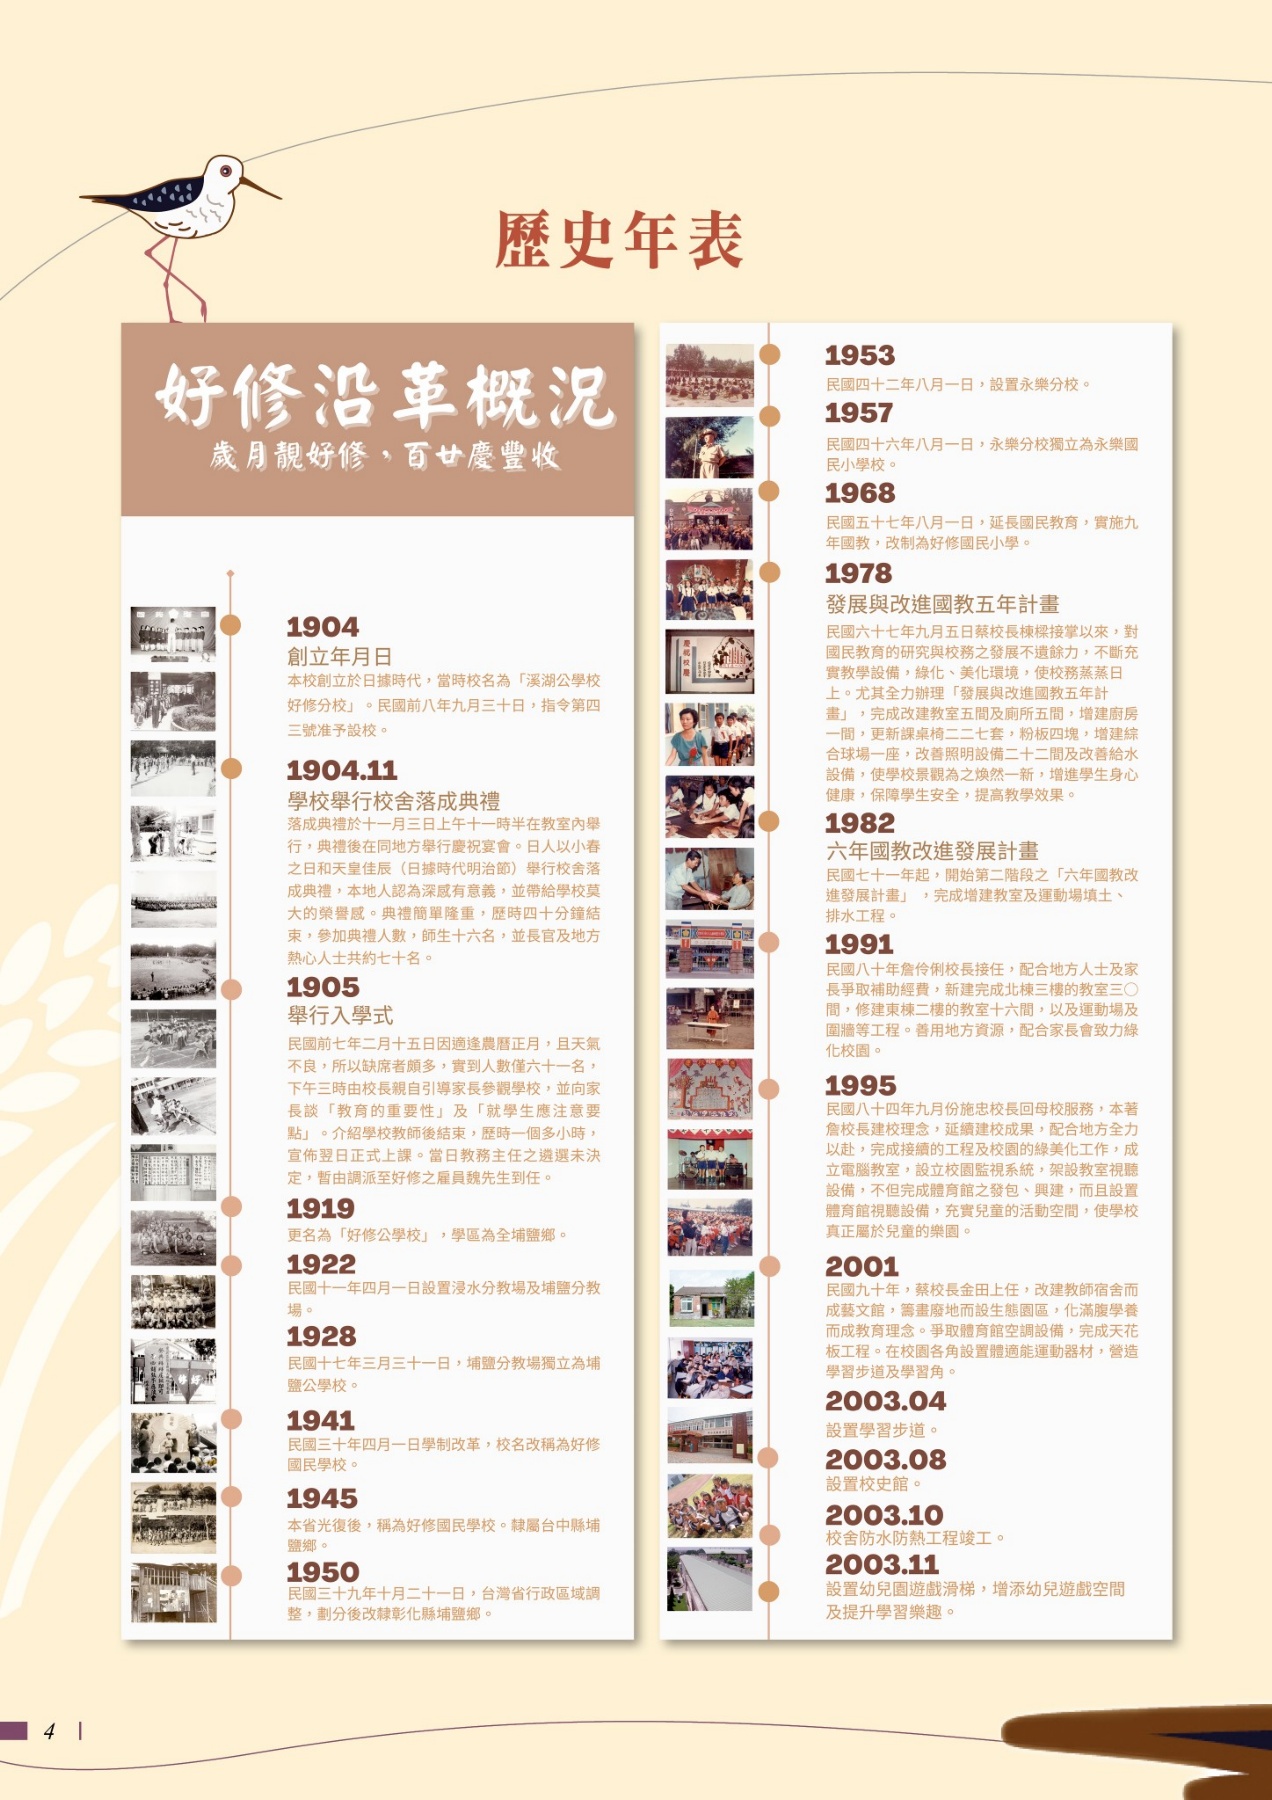 歷史年表
好修沿革概況
歲月靚好修，百廿慶豐收
1904
創立年月日
本校創立於日據時代，當時校名為「溪湖公學校
好修分校」。民國前八年九月三十日，指令第四
三號准予設校。
1904.11
學校舉行校舍落成典禮
落成典禮於十一月三日上午十一時半在教室內舉
行，典禮後在同地方舉行慶祝宴會。日人以小春
之日和天皇佳辰（日據時代明治節）舉行校舍落
成典禮，本地人認為深感有意義，並帶給學校莫
大的榮譽感。典禮簡單隆重，歷時四十分鐘結
束，參加典禮人數，師生十六名，並長官及地方
熱心人士共約七十名。
1905
舉行入學式
民國前七年二月十五日因適逢農曆正月，且天氣
不良，所以缺席者頗多，實到人數僅六十一名，
下午三時由校長親自引導家長參觀學校，並向家
長談「教育的重要性」及「就學生應注意要
點」。介紹學校教師後結束，歷時一個多小時，
宣佈翌日正式上課。當日教務主任之遴選未決
定，暫由調派至好修之雇員魏先生到任。
1919
更名為「好修公學校」，學區為全埔鹽鄉。
1922
民國十一年四月一日設置浸水分教場及埔鹽分教
場。
1928
民國十七年三月三十一日，埔鹽分教場獨立為埔
鹽公學校。
1941
民國三十年四月一日學制改革，校名改稱為好修
國民學校。
1945
本省光復後，稱為好修國民學校。隸屬台中縣埔
鹽鄉。
1950
民國三十九年十月二十一日，台灣省行政區域調
整，劃分後改隸彰化縣埔鹽鄉。
1953
民國四十二年八月一日，設置永樂分校。
1957
民國四十六年八月一日，永樂分校獨立為永樂國
民小學校。
1968
民國五十七年八月一日，延長國民教育，實施九
年國教，改制為好修國民小學。
1978
發展與改進國教五年計畫
民國六十七年九月五日蔡校長棟樑接掌以來，對
國民教育的研究與校務之發展不遺餘力，不斷充
實教學設備，綠化、美化環境，使校務蒸蒸日
上。尤其全力辦理「發展與改進國教五年計
畫」，完成改建教室五間及廁所五間，增建廚房
一間，更新課桌椅二二七套，粉板四塊，增建綜
合球場一座，改善照明設備二十二間及改善給水
設備，使學校景觀為之煥然一新，增進學生身心
健康，保障學生安全，提高教學效果。
1982
六年國教改進發展計畫
民國七十一年起，開始第二階段之「六年國教改
進發展計畫」，完成增建教室及運動場填土、
排水工程。
1991
民國八十年詹伶俐校長接任，配合地方人士及家
長爭取補助經費，新建完成北棟三樓的教室三〇
間，修建東棟二樓的教室十六間，以及運動場及
圍牆等工程。善用地方資源，配合家長會致力綠
化校園。
1995
民國八十四年九月份施忠校長回母校服務，本著
詹校長建校理念，延續建校成果，配合地方全力
以赴，完成接續的工程及校園的綠美化工作，成
立電腦教室，設立校園監視系統，架設教室視聽
設備，不但完成體育館之發包、興建，而且設置
體育館視聽設備，充實兒童的活動空間，使學校
真正屬於兒童的樂園。
2001
民國九十年，蔡校長金田上任，改建教師宿舍而
成藝文館，籌畫廢地而設生態園區，化滿腹學養
而成教育理念。爭取體育館空調設備，完成天花
板工程。在校園各角設置體適能運動器材，營造
學習步道及學習角。
2003.04
設置學習步道。
2003.08
設置校史館。
2003.10
校舍防水防熱工程竣工。
2003.11
設置幼兒園遊戲滑梯，增添幼兒遊戲空間
及提升學習樂趣。
4